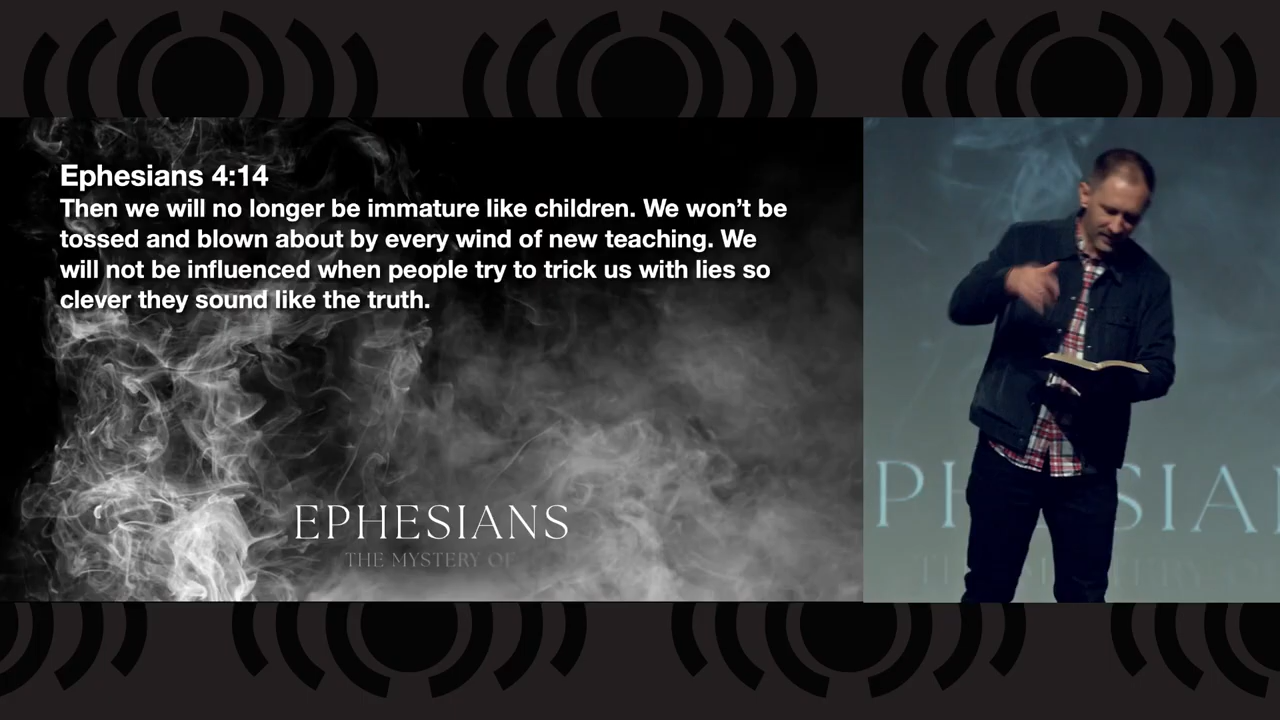 Ephesians 4:14
Then we will no longer be immature like children. We won’t be
tossed and blown about by every wind of new teaching. We
will not be influenced when people try to trick us with lies so
clever they sound like the truth.
EPHESIANS
THE MYSTERY OF
PH SIAN